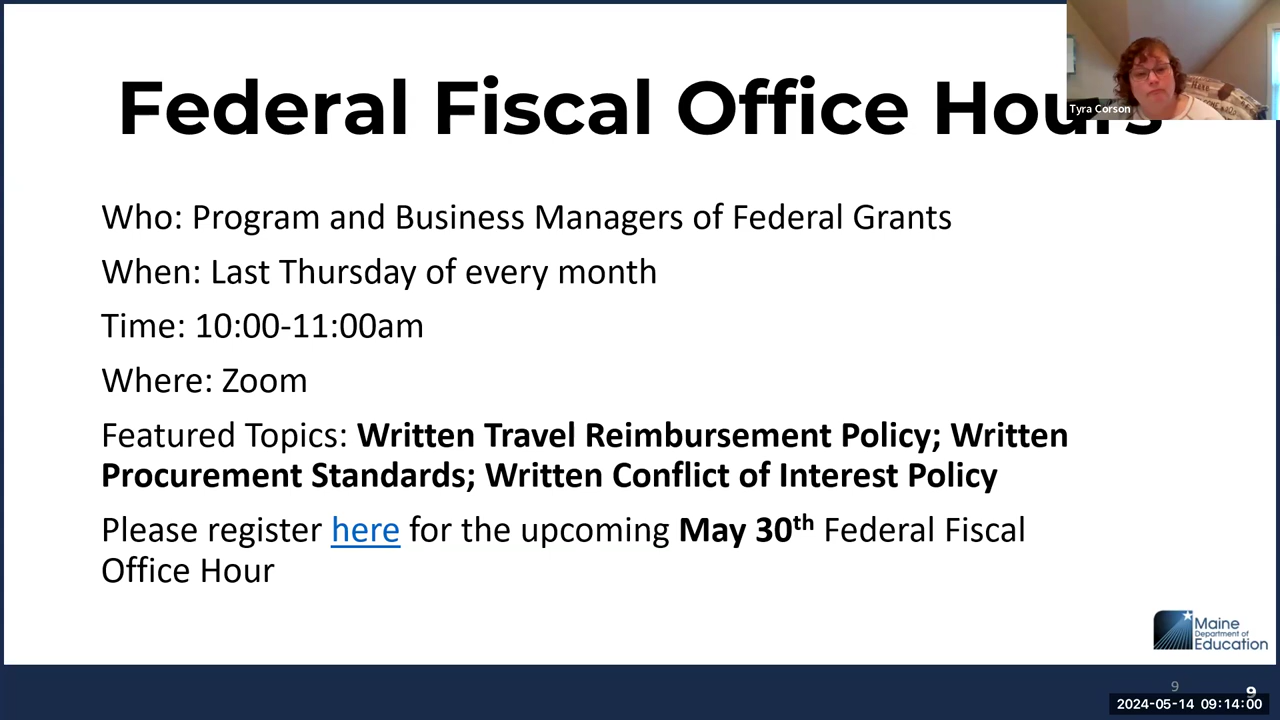 Federal Fiscal Office Hours
Tyra Corson
Who: Program and Business Managers of Federal Grants
When: Last Thursday of every month
Time: 10:00-11:00am
Where: Zoom
Featured Topics: Written Travel Reimbursement Policy; Written
Procurement Standards; Written Conflict of Interest Policy
Please register here for the upcoming May 30th Federal Fiscal
Office Hour
Maine
Department of
Education
9
9
2024-05-14 09:14:00